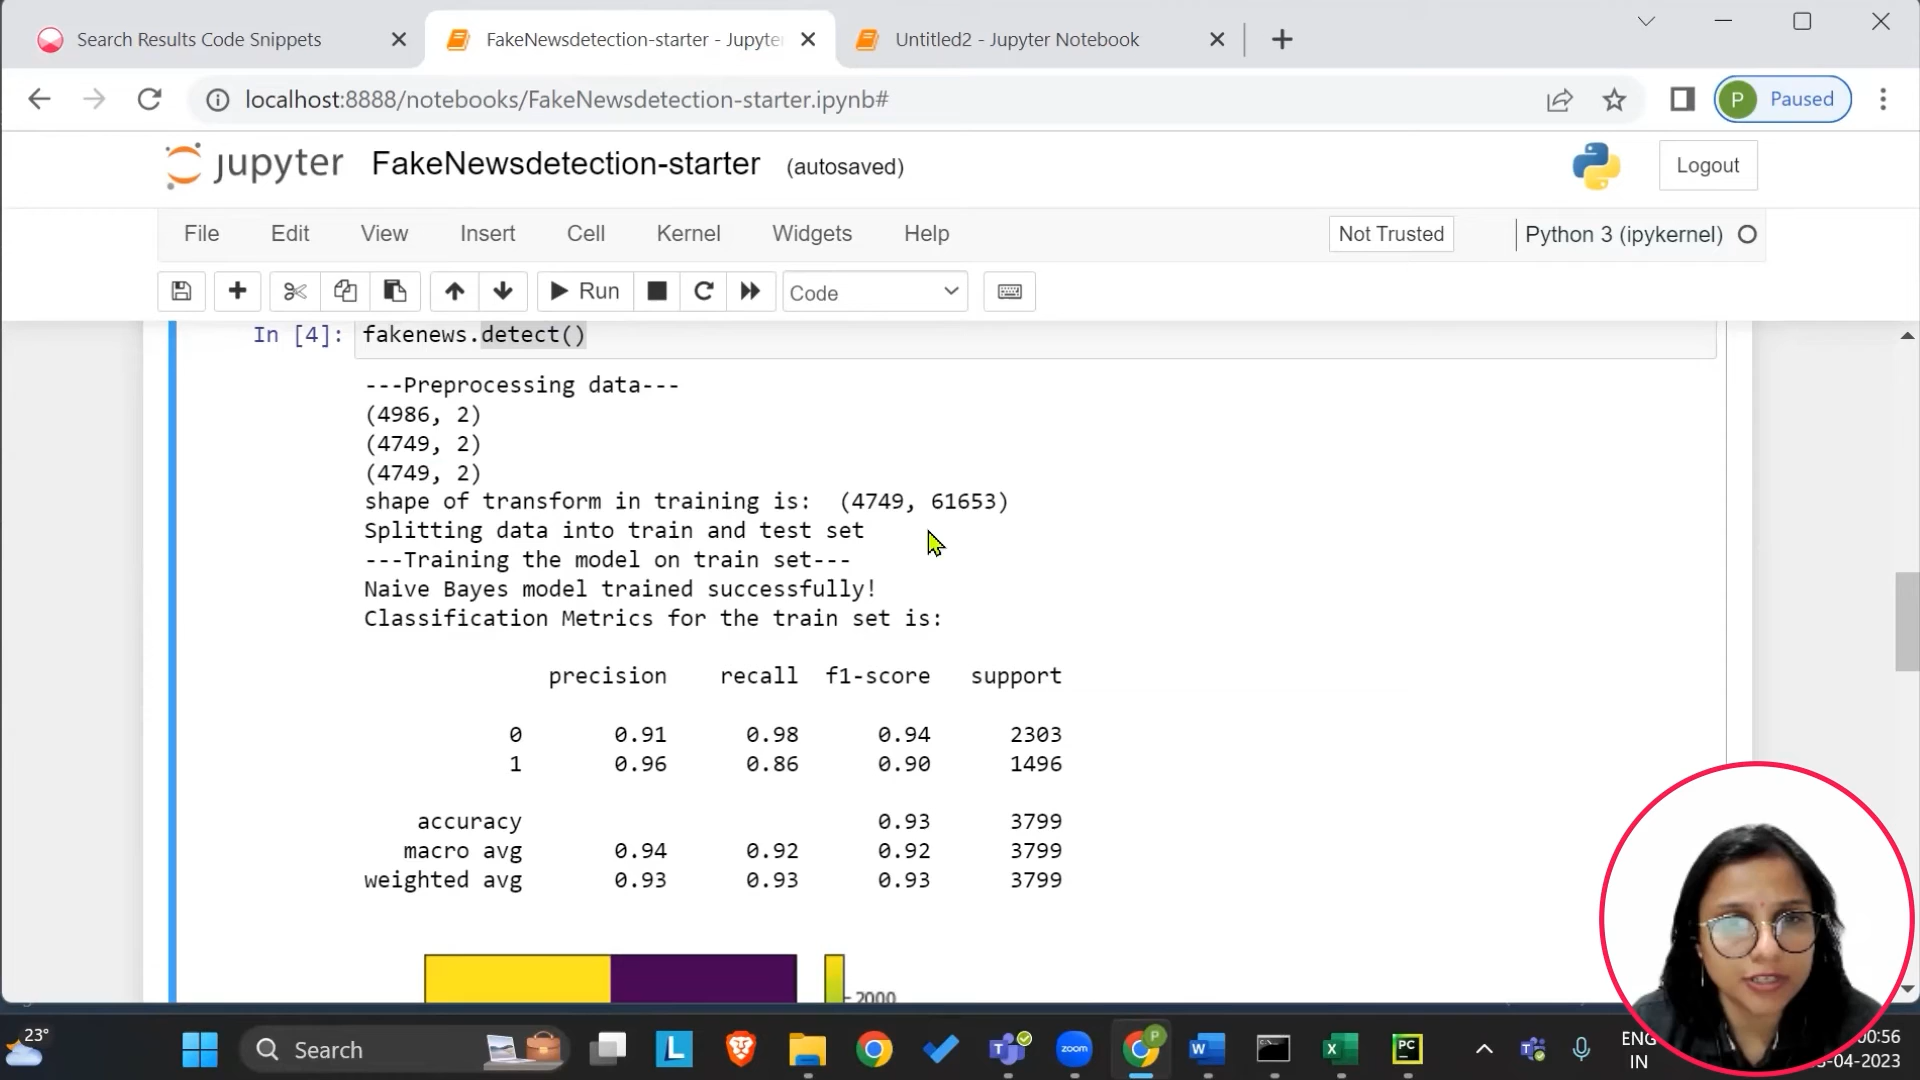 Search Results Code Snippets
FakeNewsdetection-starter - Jupyter
Untitled2 - Jupyter Notebook
localhost:8888/notebooks/FakeNewsdetection-starter.ipynb#
P Paused
jupyter FakeNewsdetection-starter (autosaved)
Logout
File Edit View Insert Cell Kernel Widgets Help
Not Trusted
Python 3 (ipykernel)
Run
Code
In [4]: fakenews.detect()
---Preprocessing data---
(4986, 2)
(4749, 2)
(4749, 2)
shape of transform in training is:  (4749, 61653)
Splitting data into train and test set
---Training the model on train set---
Naive Bayes model trained successfully!
Classification Metrics for the train set is:
precision recall f1-score support
0 0.91 0.98 0.94 2303
1 0.96 0.86 0.90 1496
accuracy 0.93 3799
macro avg 0.94 0.92 0.92 3799
weighted avg 0.93 0.93 0.93 3799
2000
23°
Search
L
zoom
P
W
X
PC
ENG
IN